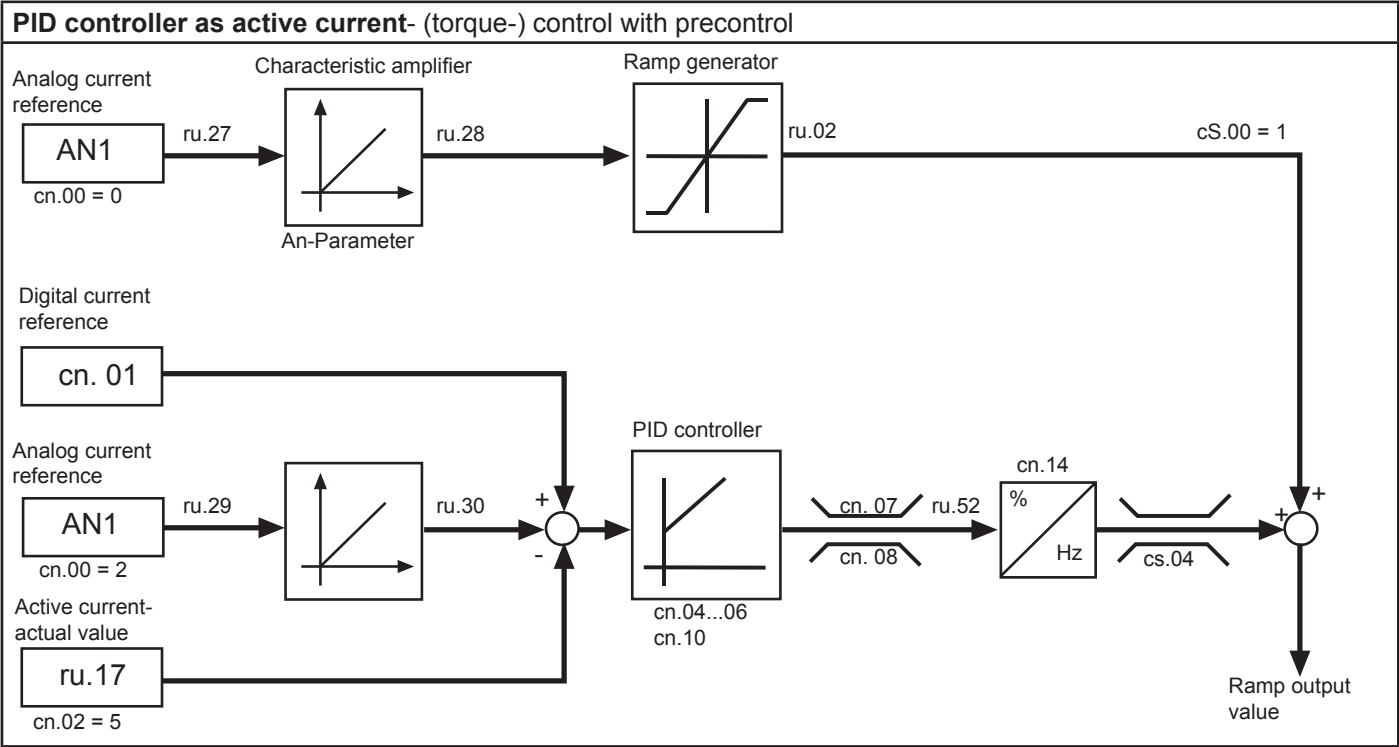 PID controller as active current- (torque-) control with precontrol
Analog current
reference
AN1
cn.00 = 0
ru.27
Characteristic amplifier
An-Parameter
ru.28
Ramp generator
ru.02
cS.00 = 1
Digital current
reference
cn. 01
Analog current
reference
AN1
cn.00 = 2
ru.29
ru.30
+
-
Active current-
actual value
ru.17
cn.02 = 5
PID controller
cn.04...06
cn.10
cn. 07
cn. 08
ru.52
cn.14
%
Hz
cs.04
+
+
Ramp output
value